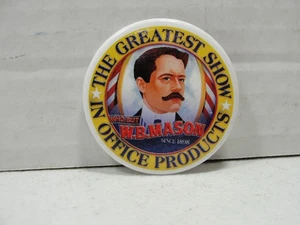 THE GREATEST SHOW
IN OFFICE PRODUCTS
W.B. MASON
SINCE 1898